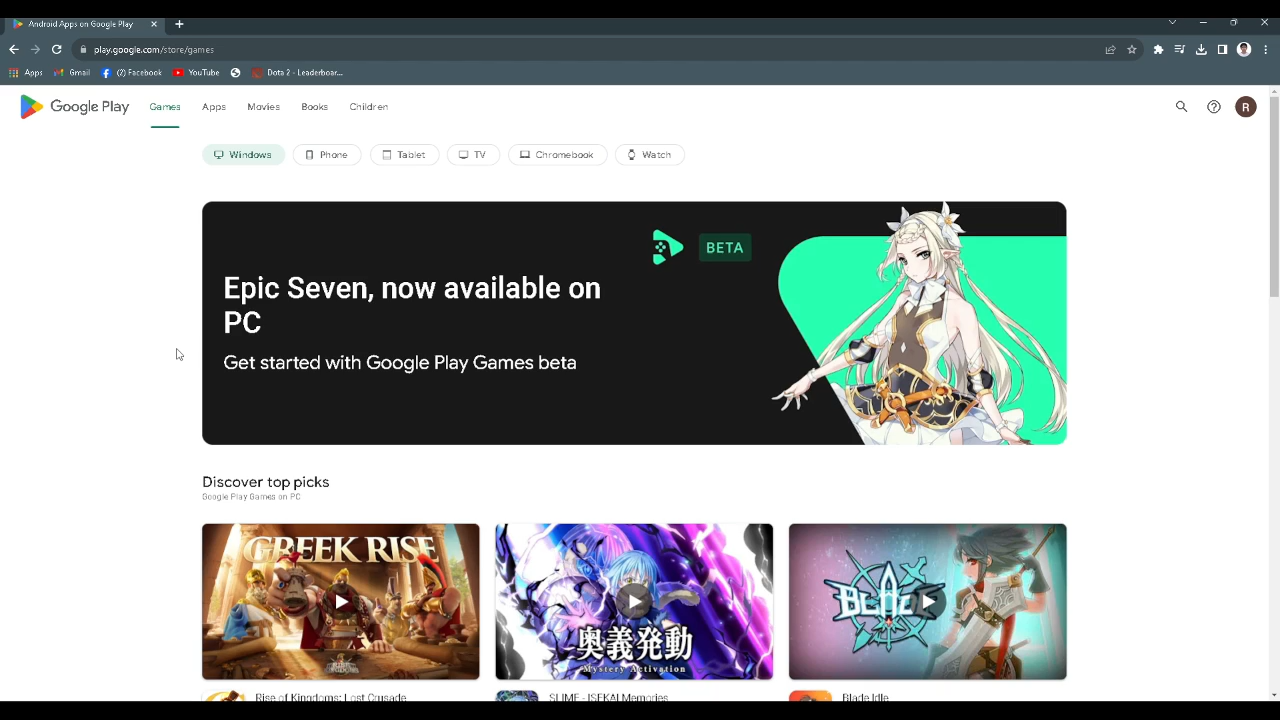 Android Apps on Google Play
play.google.com/store/games
Apps Gmail (2) Facebook YouTube Dota 2 - Leaderboar...
Google Play Games Apps Movies Books Children R
Windows Phone Tablet TV Chromebook Watch
BETA
Epic Seven, now available on
PC
Get started with Google Play Games beta
Discover top picks
Google Play Games on PC
GREEK RISE
奥義発動
Mystery Activation
Rise of Kingdoms: Lost Crusade SLIME - ISEKAI Memories Blade Idle